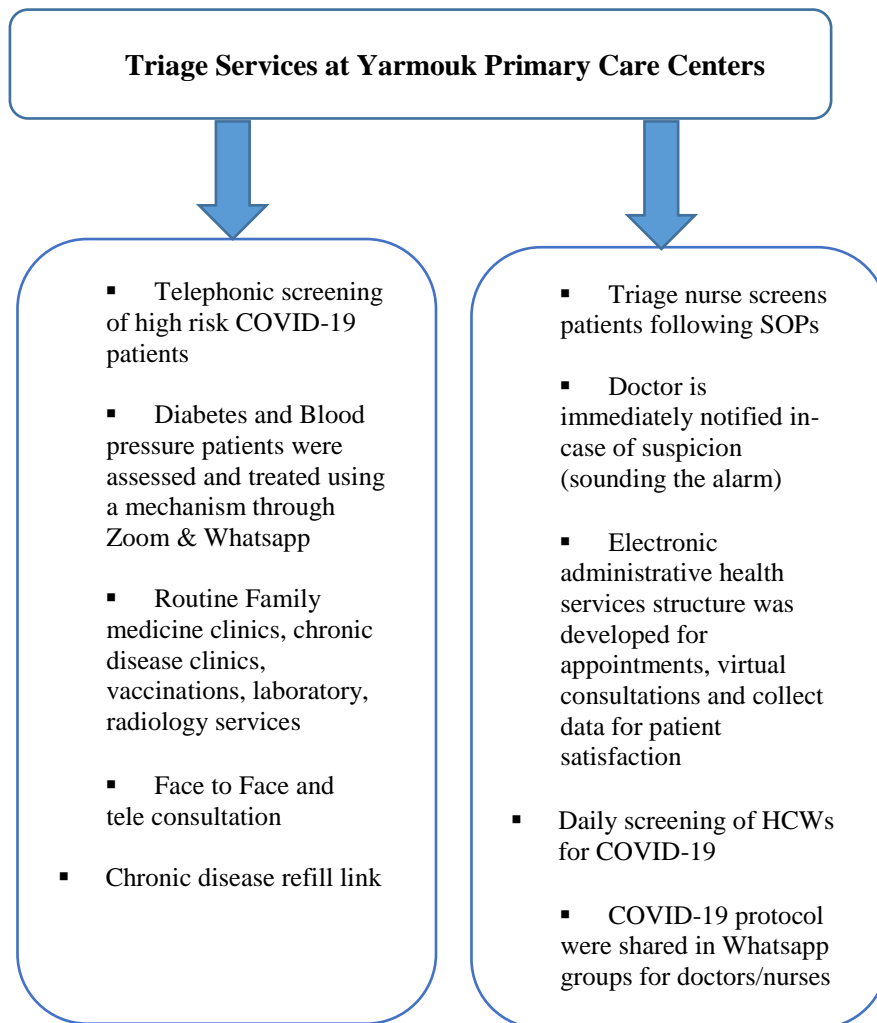 Triage Services at Yarmouk Primary Care Centers
▪ Telephonic screening
of high risk COVID-19
patients
▪ Diabetes and Blood
pressure patients were
assessed and treated using
a mechanism through
Zoom & Whatsapp
▪ Routine Family
medicine clinics, chronic
disease clinics,
vaccinations, laboratory,
radiology services
▪ Face to Face and
tele consultation
▪ Chronic disease refill link
▪ Triage nurse screens
patients following SOPs
▪ Doctor is
immediately notified in-
case of suspicion
(sounding the alarm)
▪ Electronic
administrative health
services structure was
developed for
appointments, virtual
consultations and collect
data for patient
satisfaction
▪ Daily screening of HCWs
for COVID-19
▪ COVID-19 protocol
were shared in Whatsapp
groups for doctors/nurses